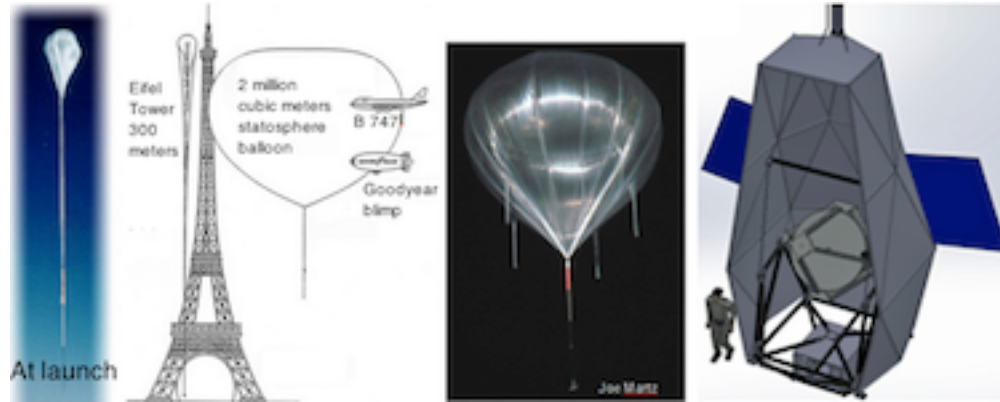 At launch
Eifel
Tower
300
meters
2 million
cubic meters
statosphere
balloon
B 747
Goodyear
blimp
Joe Martz